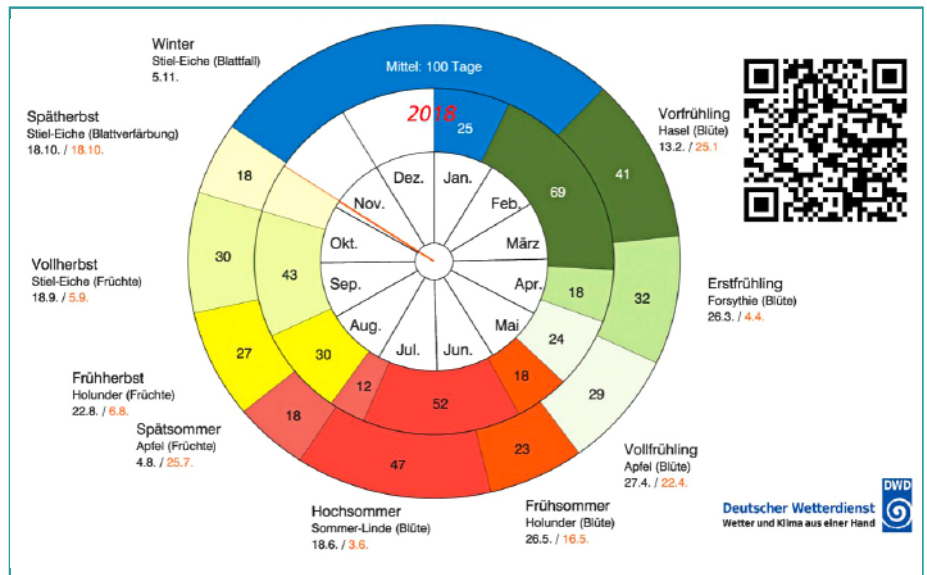 Winter
Stiel-Eiche (Blattfall)
5.11.
Mittel: 100 Tage
2018
25
Spätherbst
Stiel-Eiche (Blattverfärbung)
18.10. / 18.10.
Vorfrühling
Hasel (Blüte)
13.2. / 25.1
18
41
69
Dez.
Jan.
Nov.
Feb.
Okt.
März
Vollherbst
Stiel-Eiche (Früchte)
18.9. / 5.9.
30
43
Sep.
Apr.
18
32
Erstfrühling
Forsythie (Blüte)
26.3. / 4.4.
Aug.
Mai
Jul.
Jun.
27
30
24
12
18
52
29
Frühherbst
Holunder (Früchte)
22.8. / 6.8.
Spätsommer
Apfel (Früchte)
4.8. / 25.7.
18
47
23
Vollfrühling
Apfel (Blüte)
27.4. / 22.4.
Hochsommer
Sommer-Linde (Blüte)
18.6. / 3.6.
Frühsommer
Holunder (Blüte)
26.5. / 16.5.
Deutscher Wetterdienst
Wetter und Klima aus einer Hand
DWD